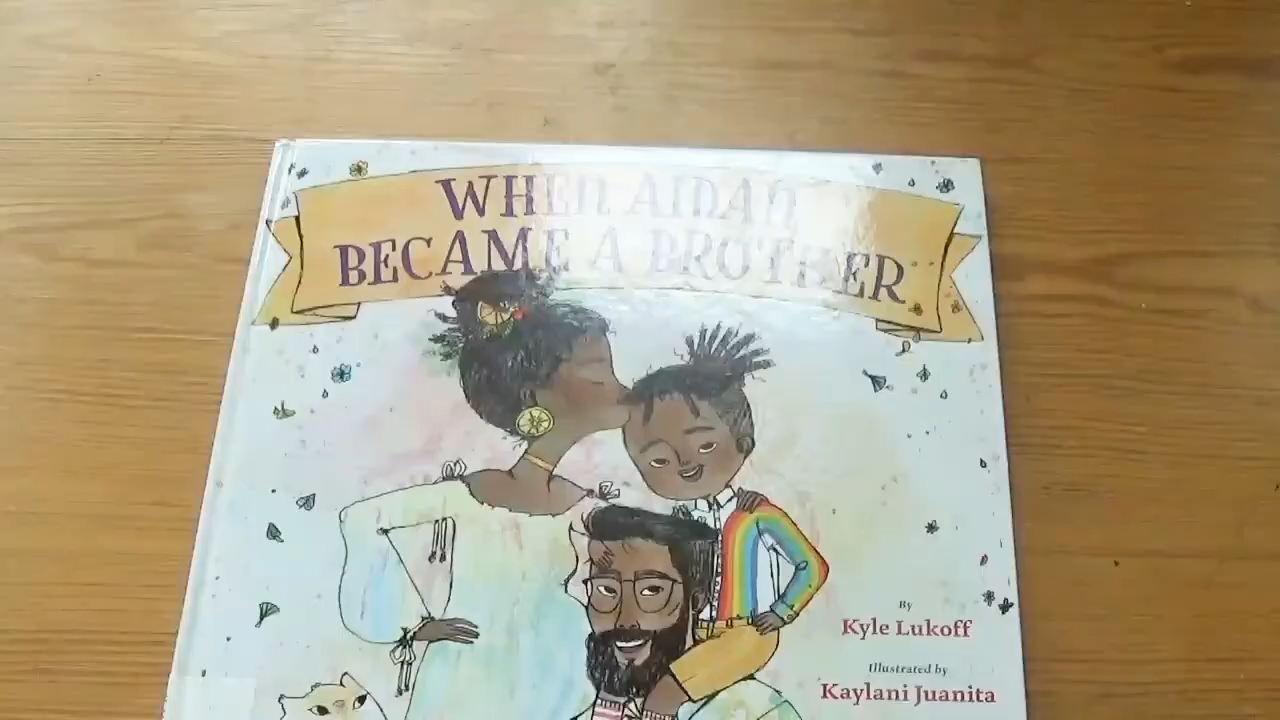 WHEN AIDAN
BECAME A BROTHER
By
Kyle Lukoff
Illustrated by
Kaylani Juanita